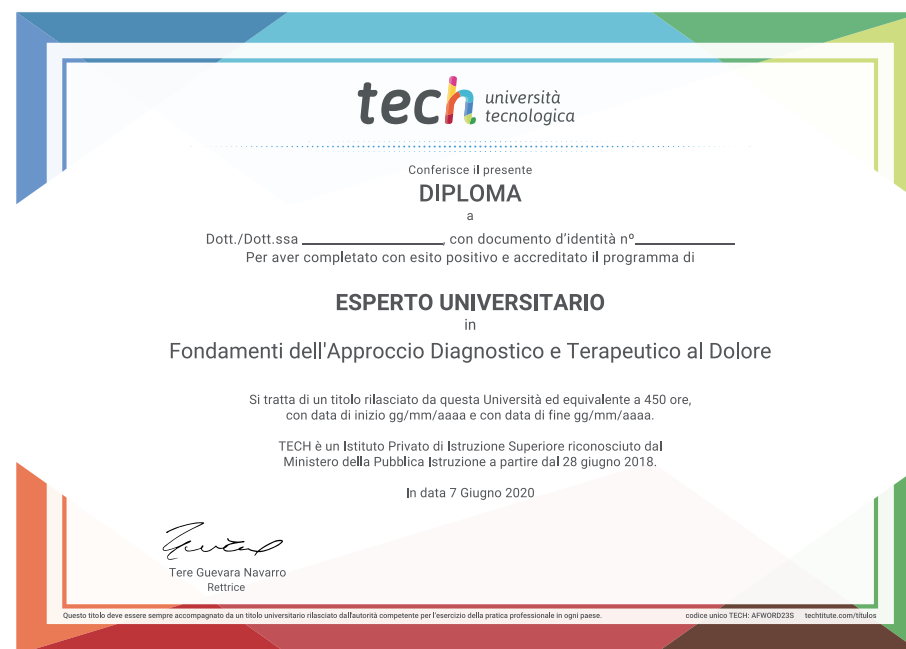 tech università
tecnologica
Conferisce il presente
DIPLOMA
a
Dott./Dott.ssa ____________________, con documento d'identità nº______________
Per aver completato con esito positivo e accreditato il programma di
ESPERTO UNIVERSITARIO
in
Fondamenti dell'Approccio Diagnostico e Terapeutico al Dolore
Si tratta di un titolo rilasciato da questa Università ed equivalente a 450 ore,
con data di inizio gg/mm/aaaa e con data di fine gg/mm/aaaa.
TECH è un Istituto Privato di Istruzione Superiore riconosciuto dal
Ministero della Pubblica Istruzione a partire dal 28 giugno 2018.
In data 7 Giugno 2020
Tere Guevara Navarro
Rettrice
Questo titolo deve essere sempre accompagnato da un titolo universitario rilasciato dall'autorità competente per l'esercizio della pratica professionale in ogni paese. codice unico TECH: AFWORD23S techtitute.com/titulos